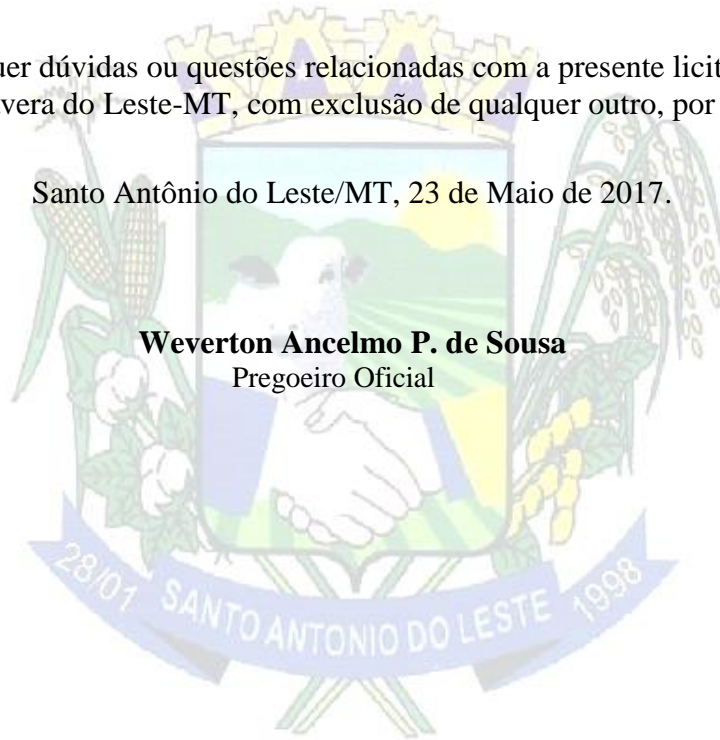 uer dúvidas ou questões relacionadas com a presente licit
vera do Leste-MT, com exclusão de qualquer outro, por
Santo Antônio do Leste/MT, 23 de Maio de 2017.
Weverton Ancelmo P. de Sousa
Pregoeiro Oficial
28/01 SANTO ANTONIO DO LESTE 1998